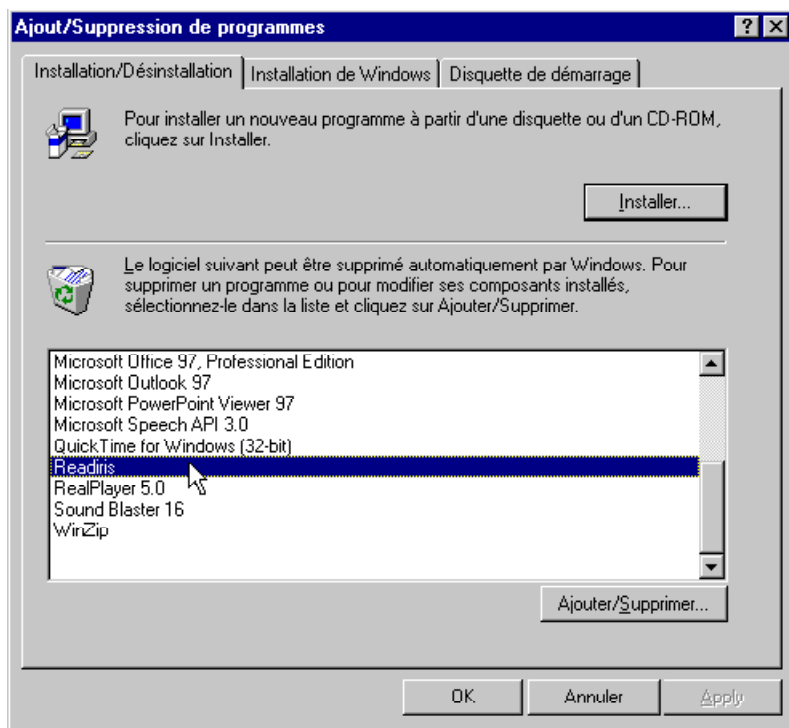 Ajout/Suppression de programmes
Installation/Désinstallation Installation de Windows Disquette de démarrage
Pour installer un nouveau programme à partir d'une disquette ou d'un CD-ROM,
cliquez sur Installer.
Installer...
Le logiciel suivant peut être supprimé automatiquement par Windows. Pour
supprimer un programme ou pour modifier ses composants installés,
sélectionnez-le dans la liste et cliquez sur Ajouter/Supprimer.
Microsoft Office 97, Professional Edition
Microsoft Outlook 97
Microsoft PowerPoint Viewer 97
Microsoft Speech API 3.0
QuickTime for Windows (32-bit)
Readiris
RealPlayer 5.0
Sound Blaster 16
WinZip
Ajouter/Supprimer...
OK Annuler Apply